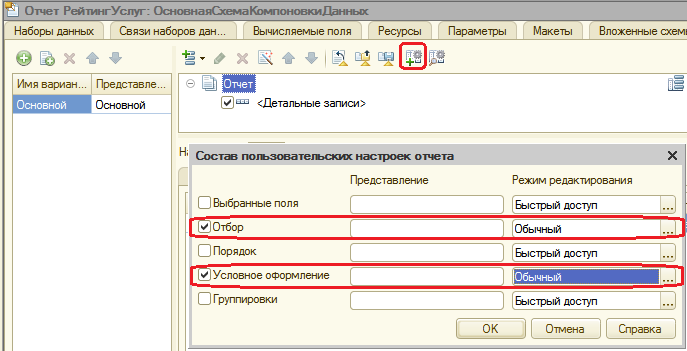 Отчет РейтингУслуг: ОсновнаяСхемаКомпоновкиДанных
Наборы данных Связи наборов дан... Вычисляемые поля Ресурсы Параметры Макеты Вложенные схемы
Имя вариан... Представле...
Основной Основной
Отчет
<Детальные записи>
Состав пользовательских настроек отчета
Представление Режим редактирования
Выбранные поля Быстрый доступ ...
Отбор Обычный ...
Порядок Быстрый доступ ...
Условное оформление Обычный ...
Группировки Быстрый доступ ...
OK Отмена Справка